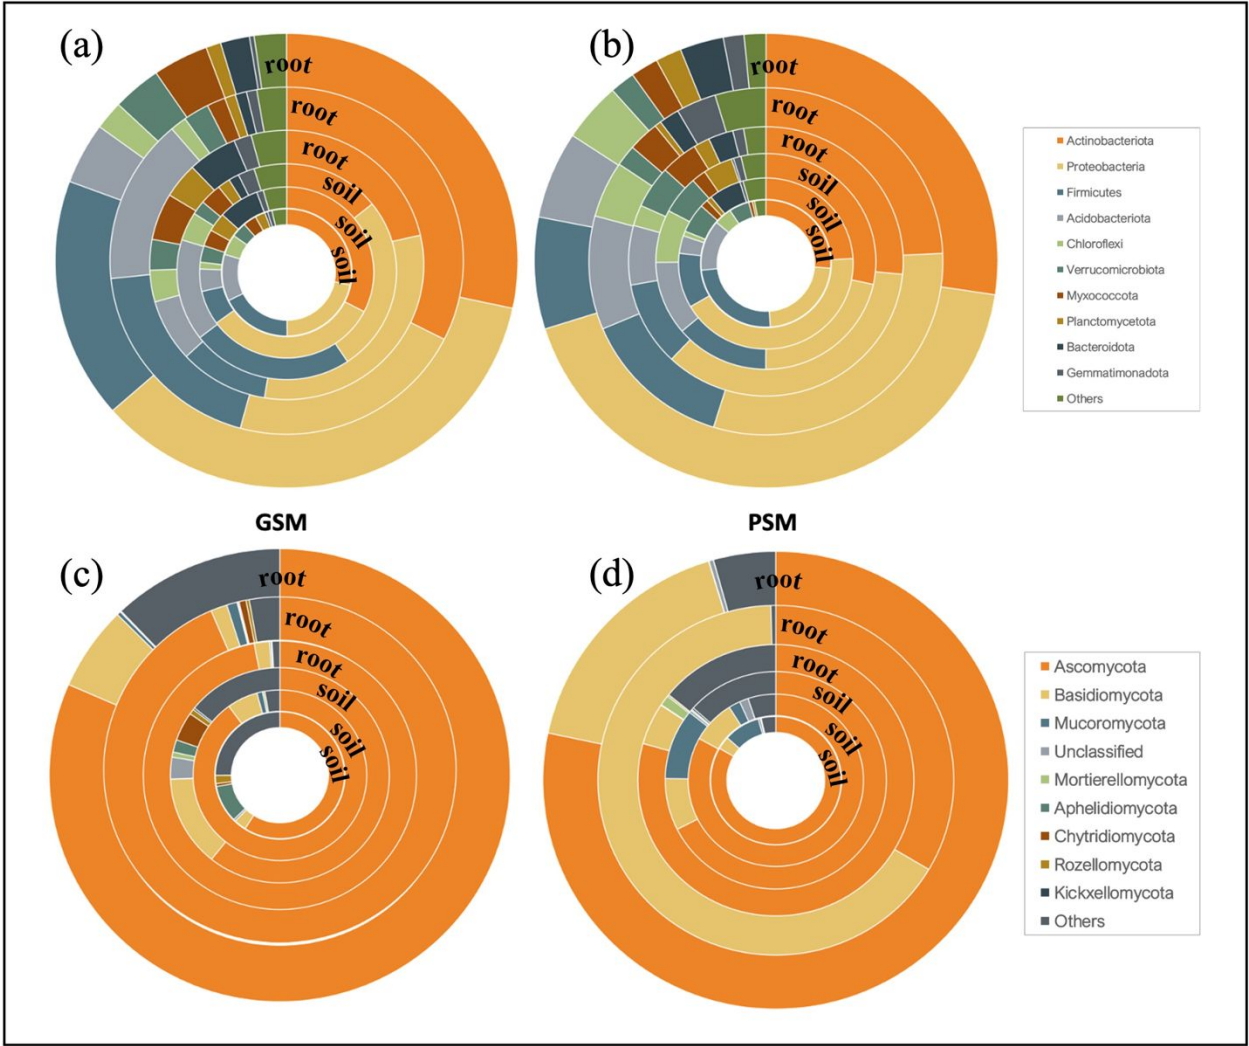 (a)
root
root
root
soil
soil
soil
(b)
root
root
root
soil
soil
soil
Actinobacteriota
Proteobacteria
Firmicutes
Acidobacteriota
Chloroflexi
Verrucomicrobiota
Myxococcota
Planctomycetota
Bacteroidota
Gemmatimonadota
Others
GSM
PSM
(c)
root
root
root
soil
soil
soil
(d)
root
root
root
soil
soil
soil
Ascomycota
Basidiomycota
Mucoromycota
Unclassified
Mortierellomycota
Aphelidiomycota
Chytridiomycota
Rozellomycota
Kickxellomycota
Others